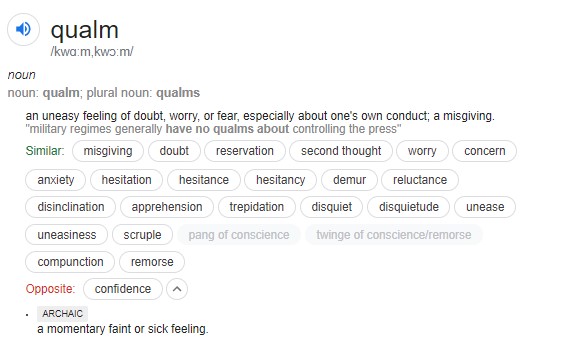 qualm
/kwɑːm,kwɔːm/
noun
noun: qualm; plural noun: qualms
an uneasy feeling of doubt, worry, or fear, especially about one's own conduct; a misgiving.
"military regimes generally have no qualms about controlling the press"
Similar: misgiving doubt reservation second thought worry concern
anxiety hesitation hesitance hesitancy demur reluctance
disinclination apprehension trepidation disquiet disquietude unease
uneasiness scruple pang of conscience twinge of conscience/remorse
compunction remorse
Opposite: confidence
ARCHAIC
a momentary faint or sick feeling.